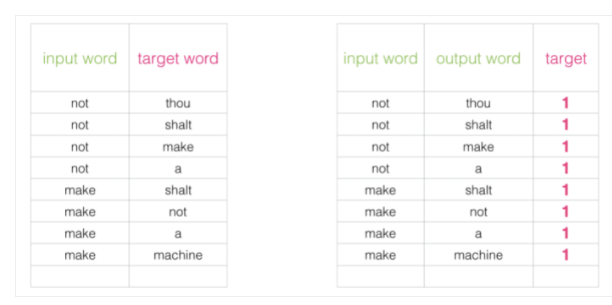 input word target word
not thou
not shalt
not make
not a
make shalt
make not
make a
make machine
input word output word target
not thou 1
not shalt 1
not make 1
not a 1
make shalt 1
make not 1
make a 1
make machine 1